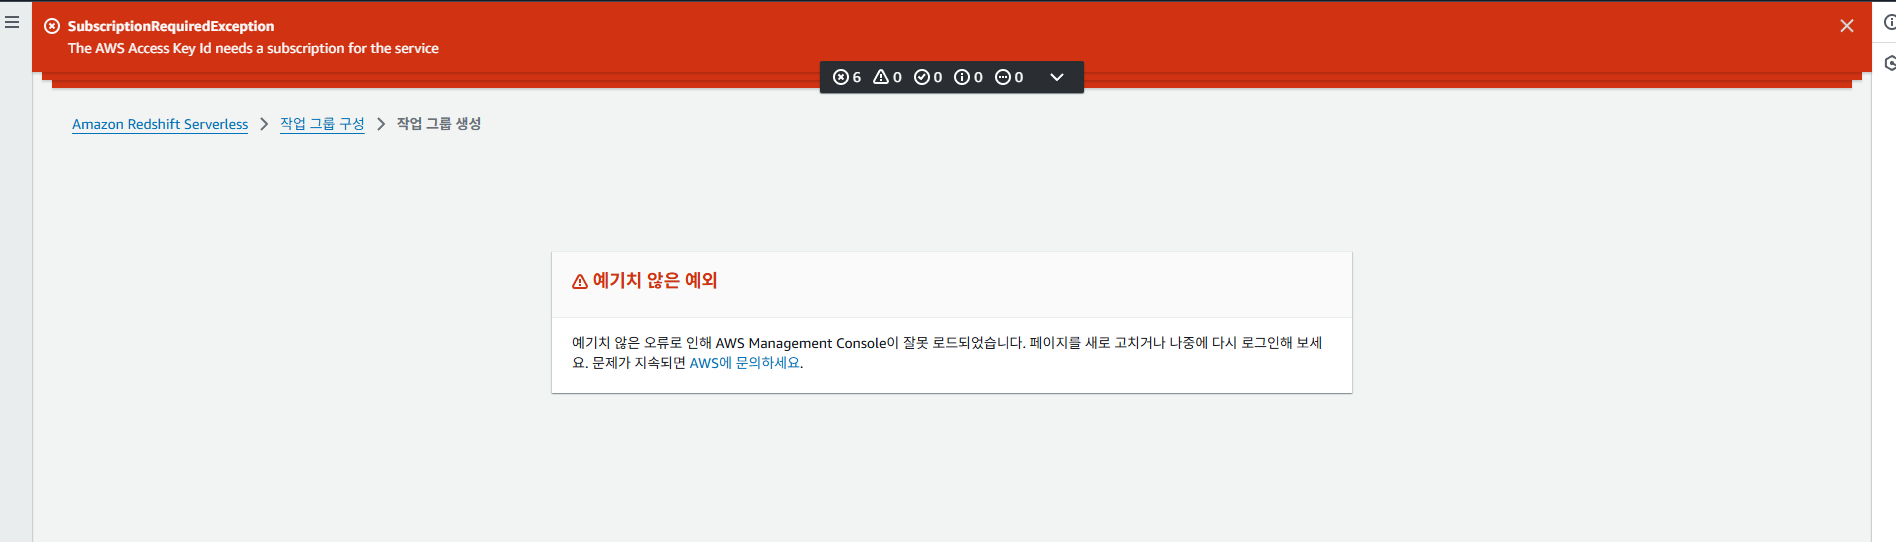 SubscriptionRequiredException
The AWS Access Key Id needs a subscription for the service
6 0 0 0 0
Amazon Redshift Serverless > 작업 그룹 구성 > 작업 그룹 생성
예기치 않은 예외
예기치 않은 오류로 인해 AWS Management Console이 잘못 로드되었습니다. 페이지를 새로 고치거나 나중에 다시 로그인해 보세
요. 문제가 지속되면 AWS에 문의하세요.